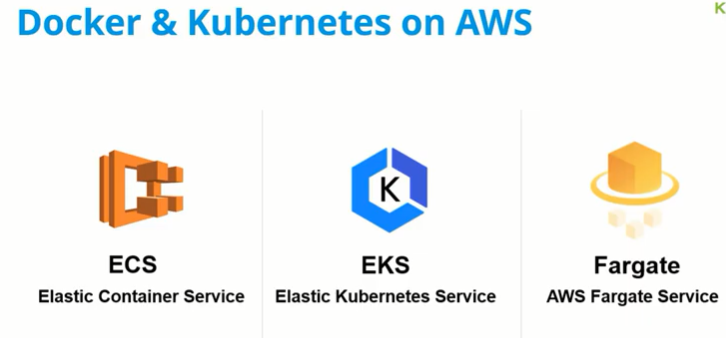 Docker & Kubernetes on AWS
K
K
ECS
Elastic Container Service
EKS
Elastic Kubernetes Service
Fargate
AWS Fargate Service